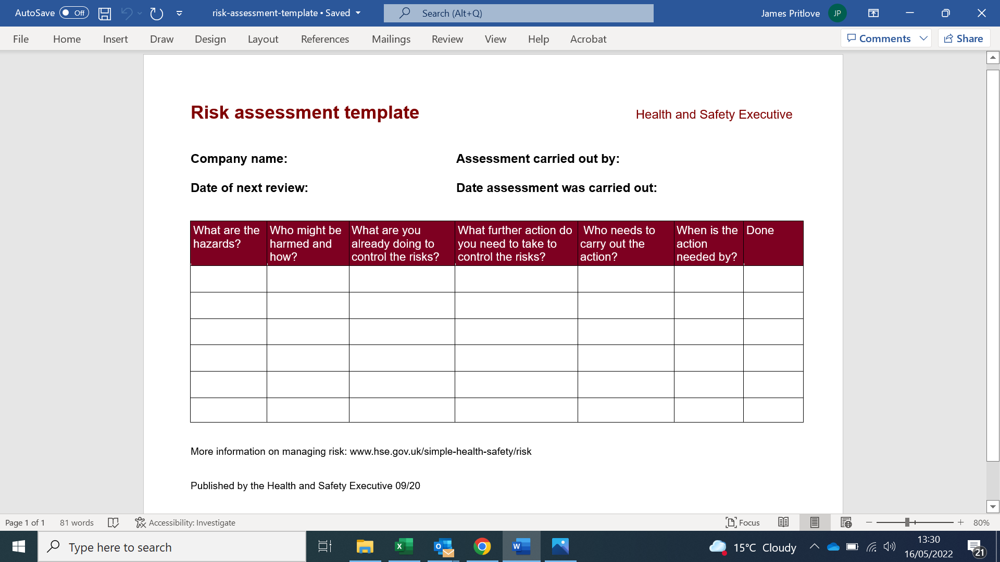 AutoSave Off risk-assessment-template • Saved Search (Alt+Q) James Pritlove JP
File Home Insert Draw Design Layout References Mailings Review View Help Acrobat Comments Share
Risk assessment template
Health and Safety Executive
Company name:
Assessment carried out by:
Date of next review:
Date assessment was carried out:
What are the
hazards?
Who might be
harmed and
how?
What are you
already doing to
control the risks?
What further action do
you need to take to
control the risks?
Who needs to
carry out the
action?
When is the
action
needed by?
Done
More information on managing risk: www.hse.gov.uk/simple-health-safety/risk
Published by the Health and Safety Executive 09/20
Page 1 of 1 81 words Accessibility: Investigate Focus 80%
Type here to search
15°C Cloudy
13:30
16/05/2022
21